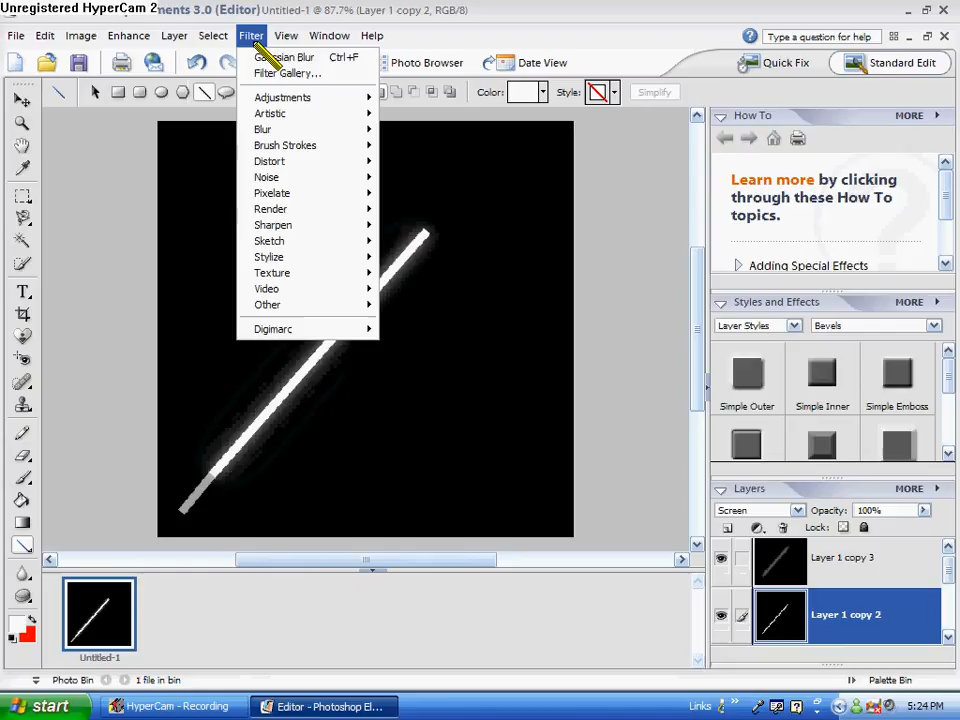 Unregistered HyperCam 2
ments 3.0 (Editor) Untitled-1 @ 87.7% (Layer 1 copy 2, RGB/8)
File Edit Image Enhance Layer Select Filter View Window Help
Type a question for help
Gaussian Blur Ctrl+F
Filter Gallery...
Photo Browser
Date View
Quick Fix
Standard Edit
Color:
Style:
Simplify
Adjustments
Artistic
Blur
Brush Strokes
Distort
Noise
Pixelate
Render
Sharpen
Sketch
Stylize
Texture
Video
Other
Digimarc
How To
MORE
Learn more by clicking
through these How To
topics.
Adding Special Effects
Styles and Effects
MORE
Layer Styles
Bevels
Simple Outer
Simple Inner
Simple Emboss
Layers
MORE
Screen
Opacity: 100%
Lock:
Layer 1 copy 3
Layer 1 copy 2
Untitled-1
Photo Bin
1 file in bin
Palette Bin
start
HyperCam - Recording
Editor - Photoshop El...
Links
5:24 PM